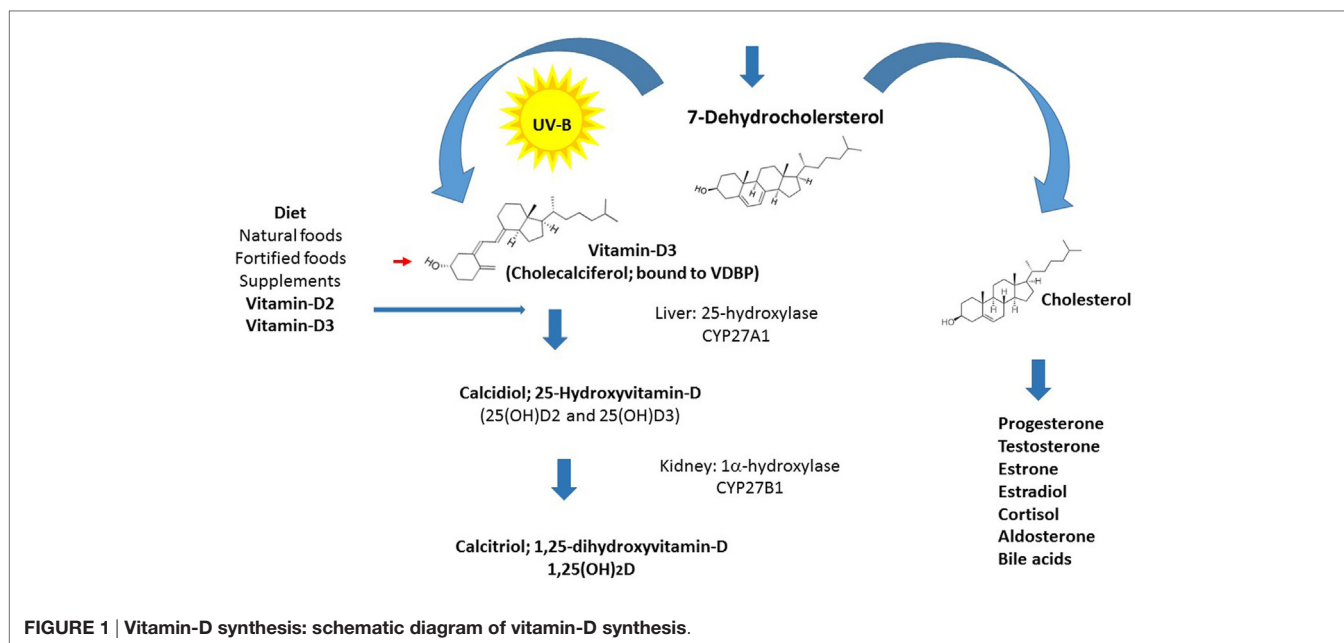 UV-B
7-Dehydrocholersterol
HO
H
H
H
Diet
Natural foods
Fortified foods
Supplements
Vitamin-D2
Vitamin-D3
HO
H
H
Vitamin-D3
(Cholecalciferol; bound to VDBP)
Liver: 25-hydroxylase
CYP27A1
Calcidiol; 25-Hydroxyvitamin-D
(25(OH)D2 and 25(OH)D3)
Kidney: 1α-hydroxylase
CYP27B1
Calcitriol; 1,25-dihydroxyvitamin-D
1,25(OH)₂D
HO
H
H
H
H
Cholesterol
Progesterone
Testosterone
Estrone
Estradiol
Cortisol
Aldosterone
Bile acids
FIGURE 1 | Vitamin-D synthesis: schematic diagram of vitamin-D synthesis.